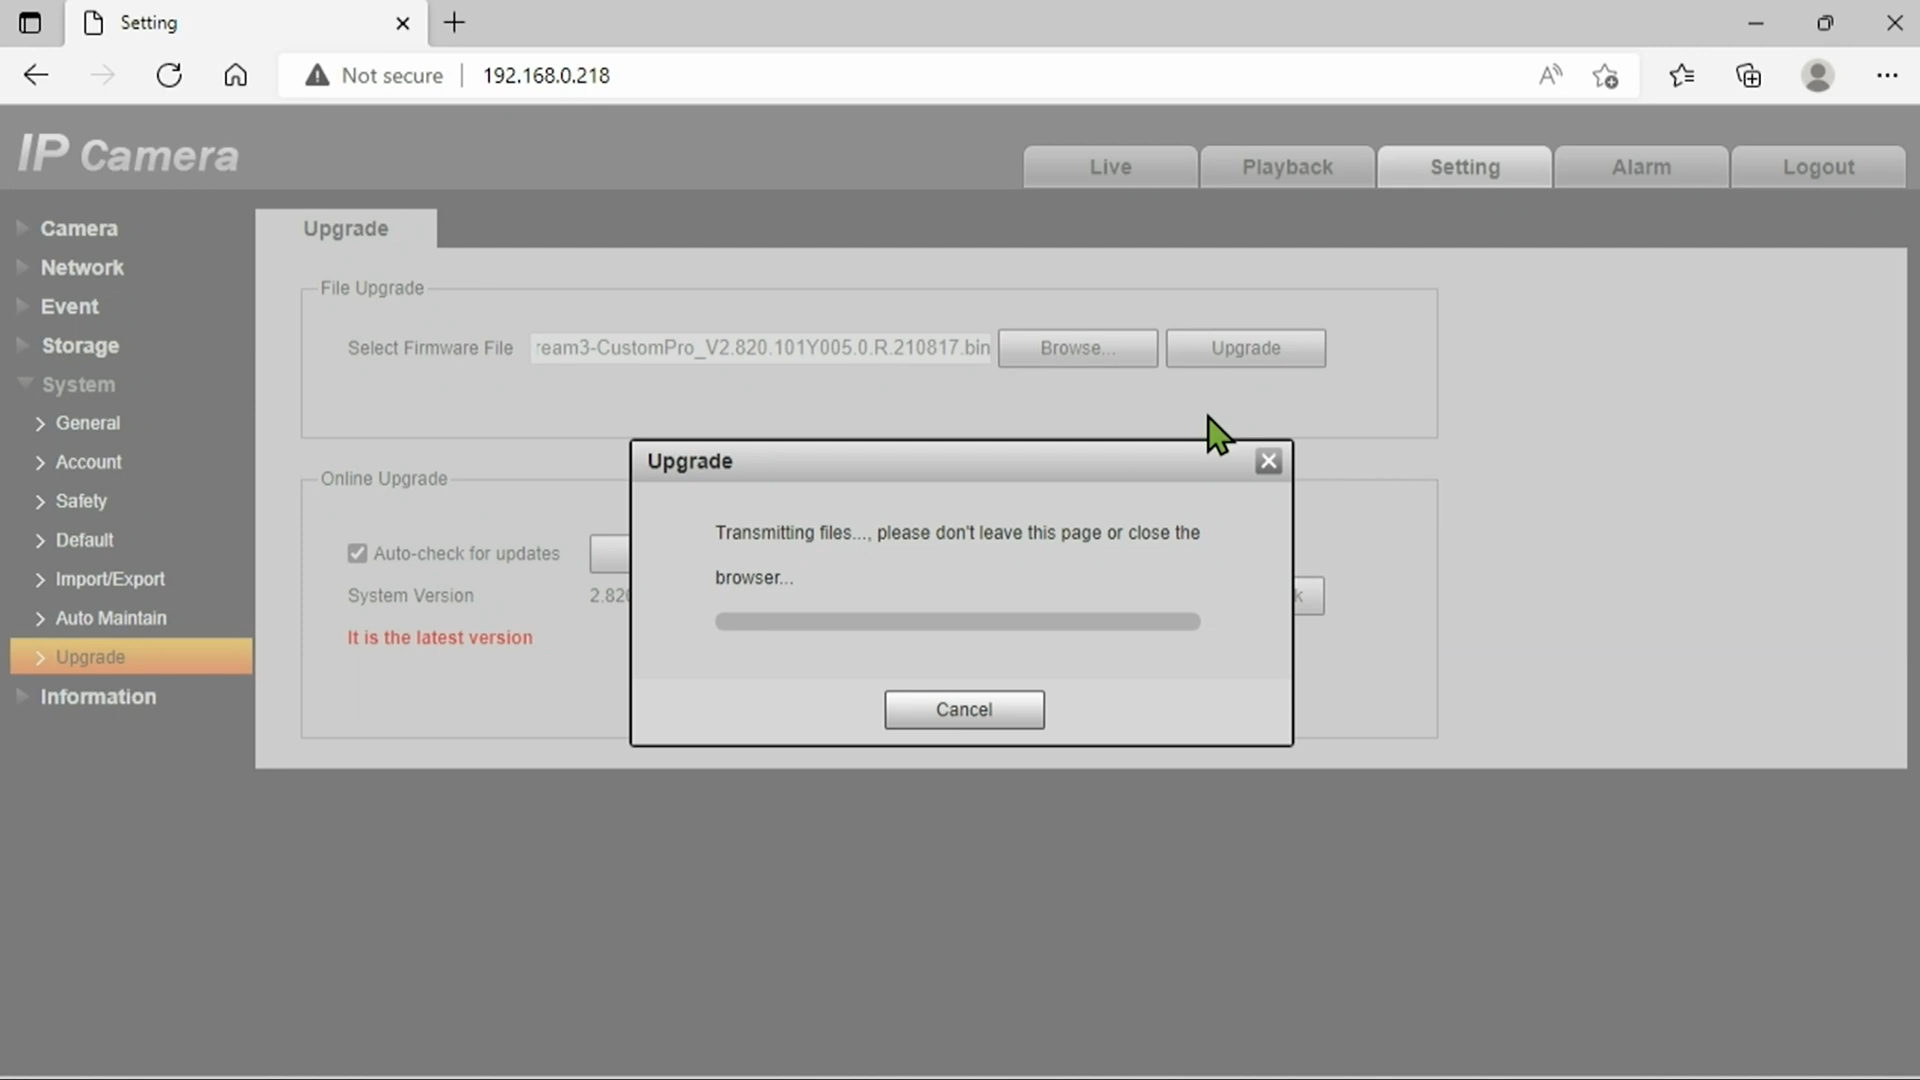 Setting
Not secure
192.168.0.218
IP Camera
Live
Playback
Setting
Alarm
Logout
Camera
Network
Event
Storage
System
General
Account
Safety
Default
Import/Export
Auto Maintain
Upgrade
Information
Upgrade
File Upgrade
Select Firmware File
ream3-CustomPro_V2.820.101Y005.0.R.210817.bin
Browse...
Upgrade
Online Upgrade
Auto-check for updates
System Version
2.820
It is the latest version
Upgrade
Transmitting files..., please don't leave this page or close the
browser...
Cancel